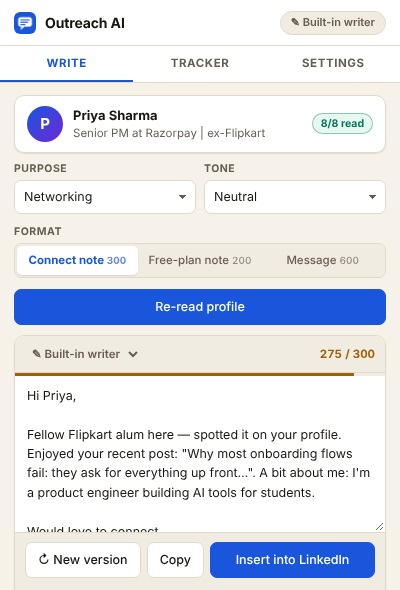 Outreach AI
✎ Built-in writer
WRITE
TRACKER
SETTINGS
P
Priya Sharma
Senior PM at Razorpay | ex-Flipkart
8/8 read
PURPOSE
TONE
Networking
Neutral
FORMAT
Connect note 300
Free-plan note 200
Message 600
Re-read profile
✎ Built-in writer
275 / 300
Hi Priya,
Fellow Flipkart alum here — spotted it on your profile.
Enjoyed your recent post: "Why most onboarding flows
fail: they ask for everything up front...". A bit about me: I'm
a product engineer building AI tools for students.
Would love to connect
↻ New version
Copy
Insert into LinkedIn